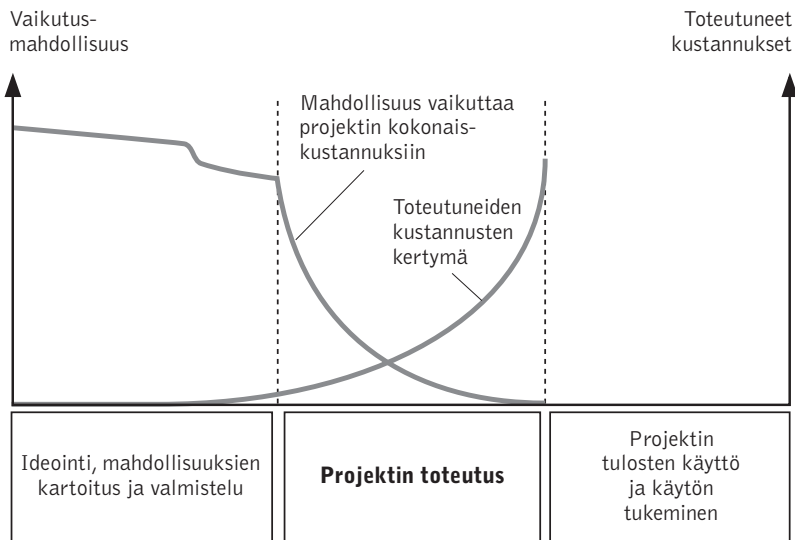 Vaikutus-
mahdollisuus
Toteutuneet
kustannukset
Mahdollisuus vaikuttaa
projektin kokonais-
kustannuksiin
Toteutuneiden
kustannusten
kertymä
Ideointi, mahdollisuuksien
kartoitus ja valmistelu
Projektin toteutus
Projektin
tulosten käyttö
ja käytön
tukeminen